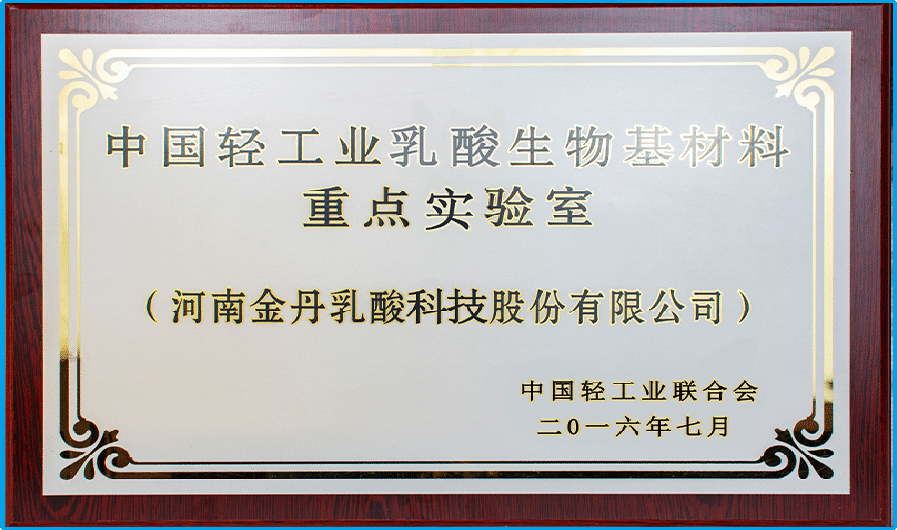 中国轻工业乳酸生物基材料
重点实验室
（河南金丹乳酸科技股份有限公司）
中国轻工业联合会
二0一六年七月